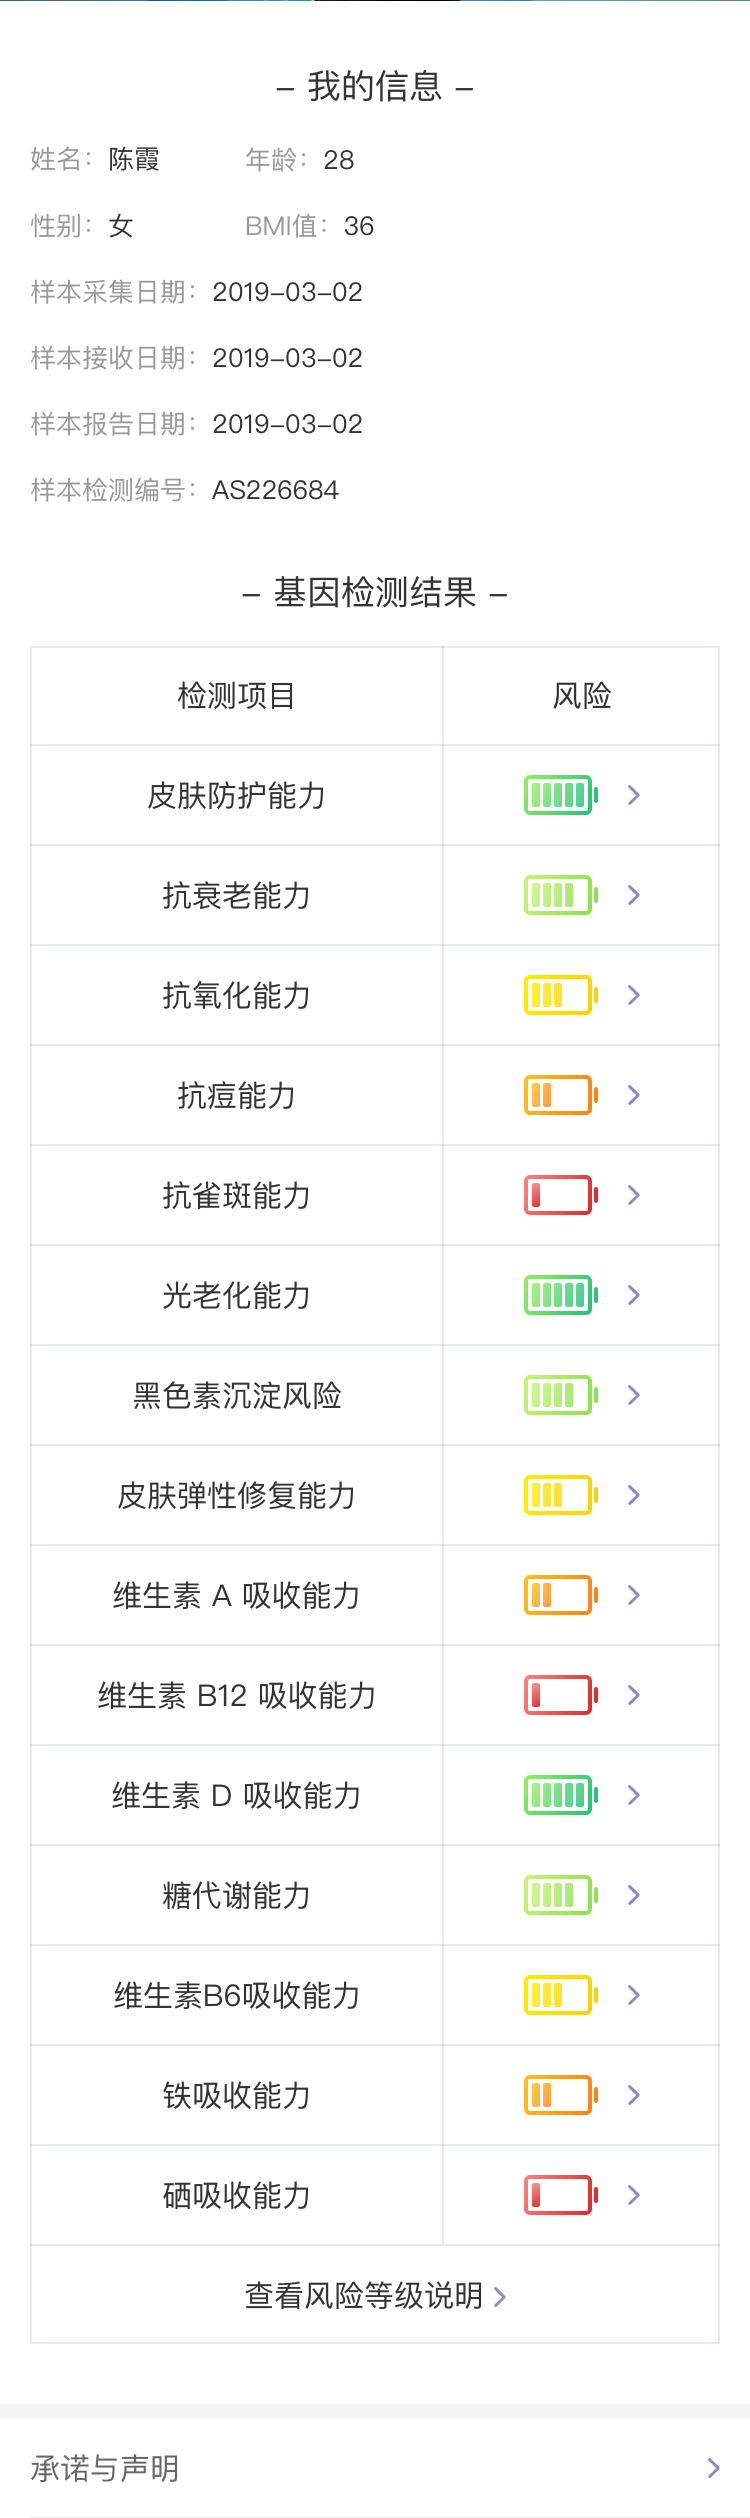 – 我的信息 –
姓名： 陈霞 年龄： 28
性别： 女 BMI值： 36
样本采集日期： 2019-03-02
样本接收日期： 2019-03-02
样本报告日期： 2019-03-02
样本检测编号： AS226684
– 基因检测结果 –
检测项目 风险
皮肤防护能力
抗衰老能力
抗氧化能力
抗痘能力
抗雀斑能力
光老化能力
黑色素沉淀风险
皮肤弹性修复能力
维生素 A 吸收能力
维生素 B12 吸收能力
维生素 D 吸收能力
糖代谢能力
维生素B6吸收能力
铁吸收能力
硒吸收能力
查看风险等级说明
承诺与声明